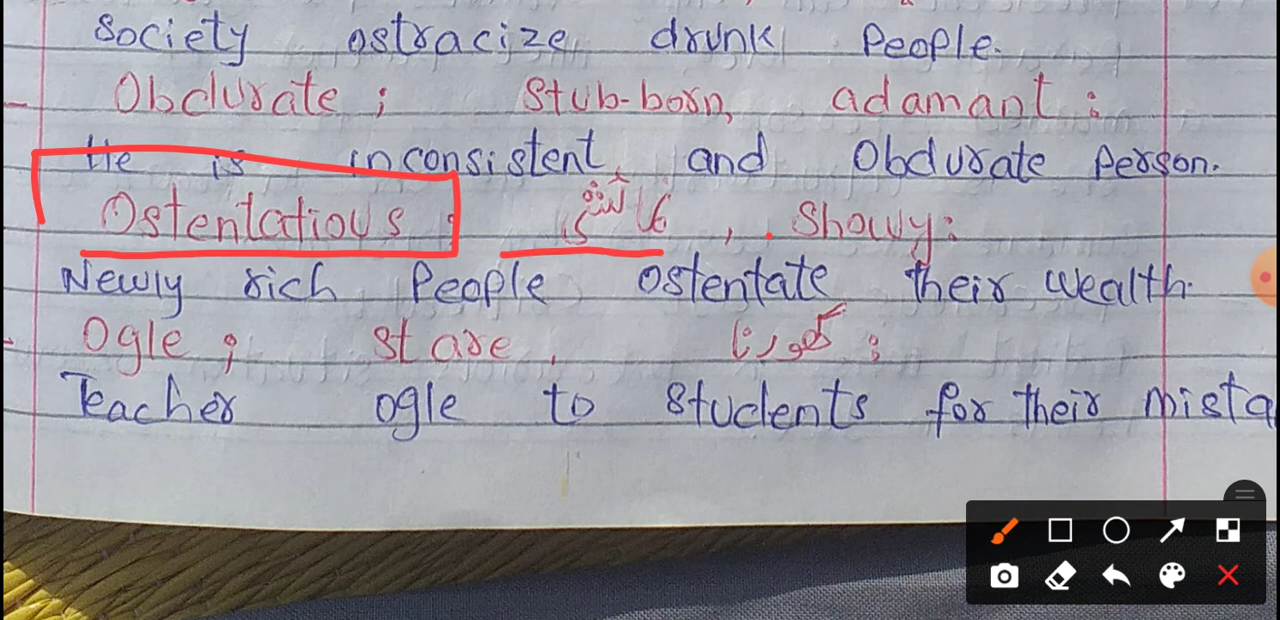 Society ostracize drunk People.
Obdurate ; Stub-born, adamant :
He is inconsistent, and Obdurate Person.
Ostentatious : نمائشی , Showy:
Newly rich People ostentate their wealth.
Ogle ; stare , گھورنا :
Teacher ogle to students for their mista